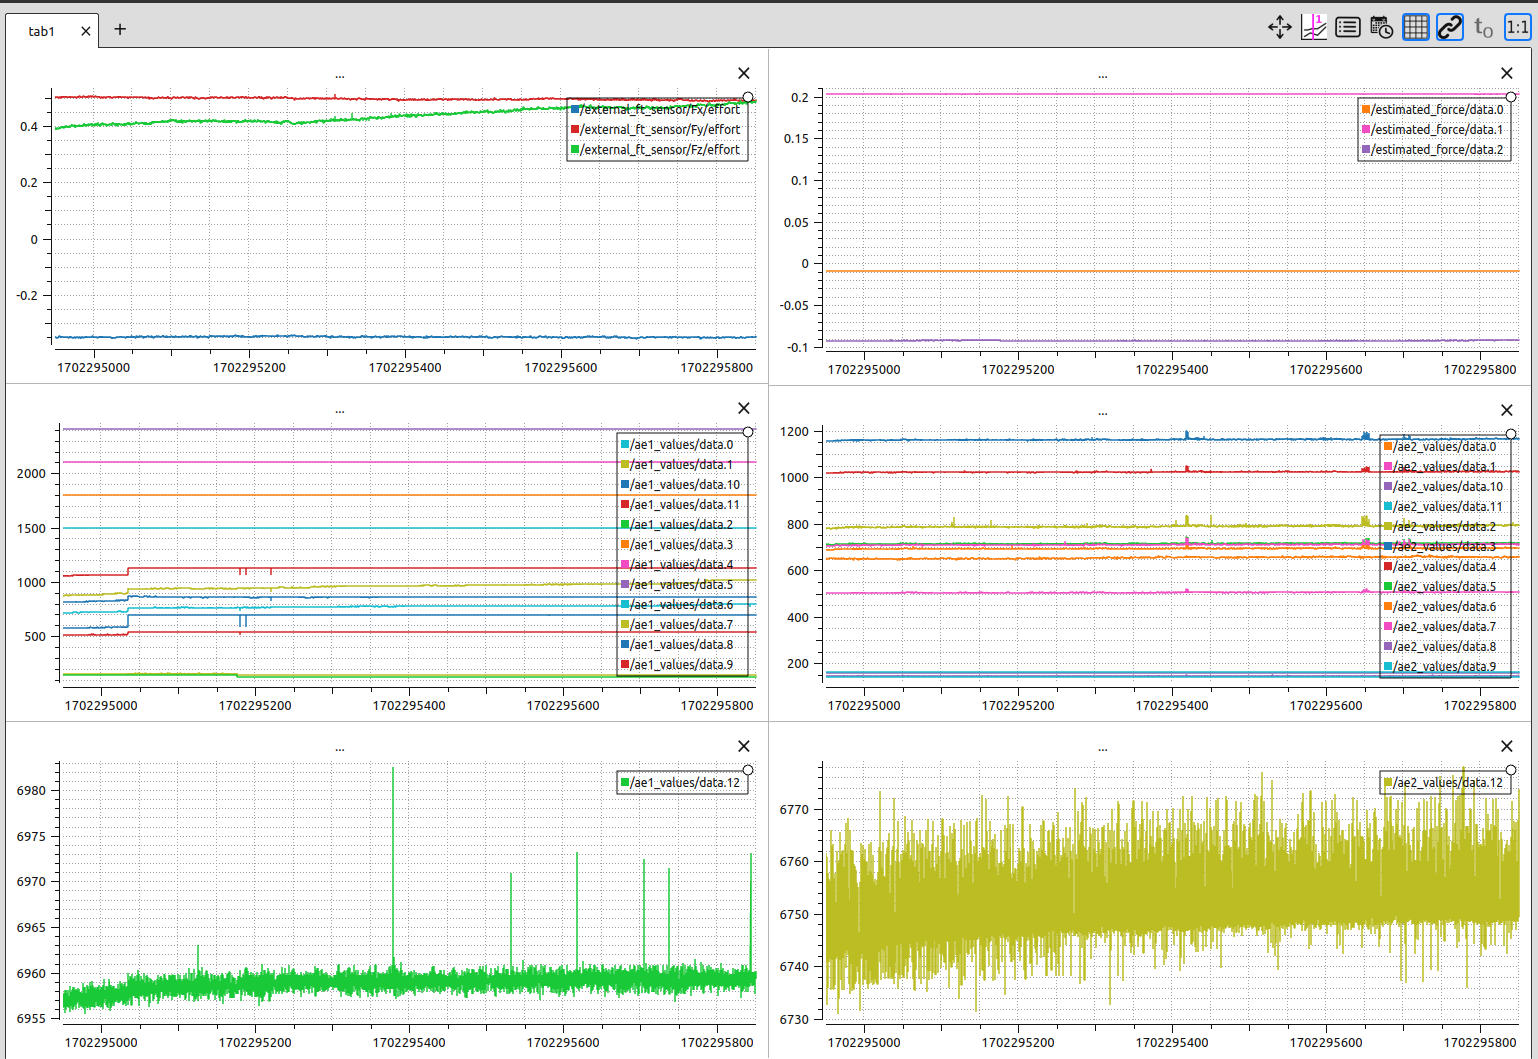 tab1
1
t0
1:1
...
0.4
0.2
0
-0.2
/external_ft_sensor/Fx/effort
/external_ft_sensor/Fy/effort
/external_ft_sensor/Fz/effort
1702295000 1702295200 1702295400 1702295600 1702295800
...
0.2
0.15
0.1
0.05
0
-0.05
-0.1
/estimated_force/data.0
/estimated_force/data.1
/estimated_force/data.2
1702295000 1702295200 1702295400 1702295600 1702295800
...
2000
1500
1000
500
/ae1_values/data.0
/ae1_values/data.1
/ae1_values/data.10
/ae1_values/data.11
/ae1_values/data.2
/ae1_values/data.3
/ae1_values/data.4
/ae1_values/data.5
/ae1_values/data.6
/ae1_values/data.7
/ae1_values/data.8
/ae1_values/data.9
1702295000 1702295200 1702295400 1702295600 1702295800
...
1200
1000
800
600
400
200
/ae2_values/data.0
/ae2_values/data.1
/ae2_values/data.10
/ae2_values/data.11
/ae2_values/data.2
/ae2_values/data.3
/ae2_values/data.4
/ae2_values/data.5
/ae2_values/data.6
/ae2_values/data.7
/ae2_values/data.8
/ae2_values/data.9
1702295000 1702295200 1702295400 1702295600 1702295800
...
6980
6975
6970
6965
6960
6955
/ae1_values/data.12
1702295000 1702295200 1702295400 1702295600 1702295800
...
6770
6760
6750
6740
6730
/ae2_values/data.12
1702295000 1702295200 1702295400 1702295600 1702295800